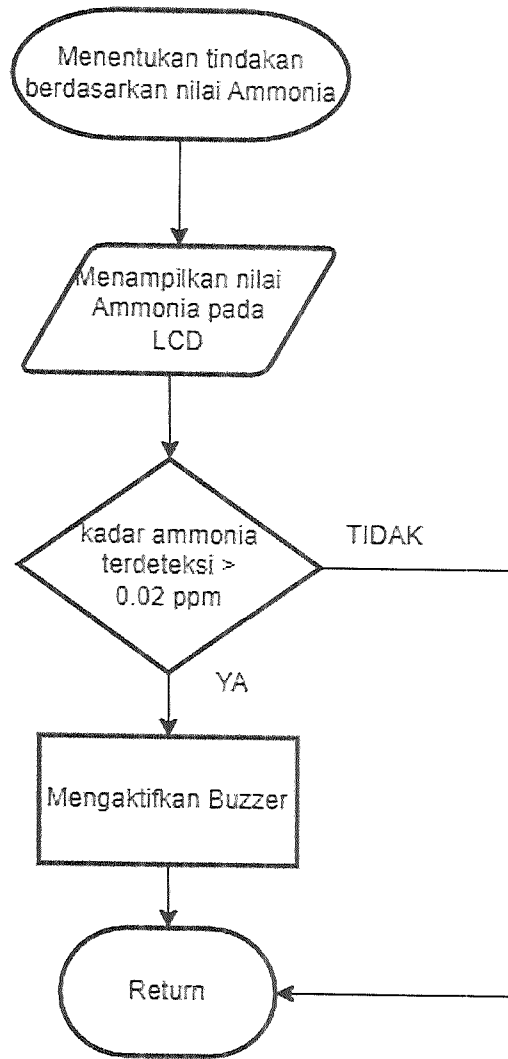 Menentukan tindakan
berdasarkan nilai Ammonia
Menampilkan nilai
Ammonia pada
LCD
kadar ammonia
terdeteksi >
0.02 ppm
TIDAK
YA
Mengaktifkan Buzzer
Return